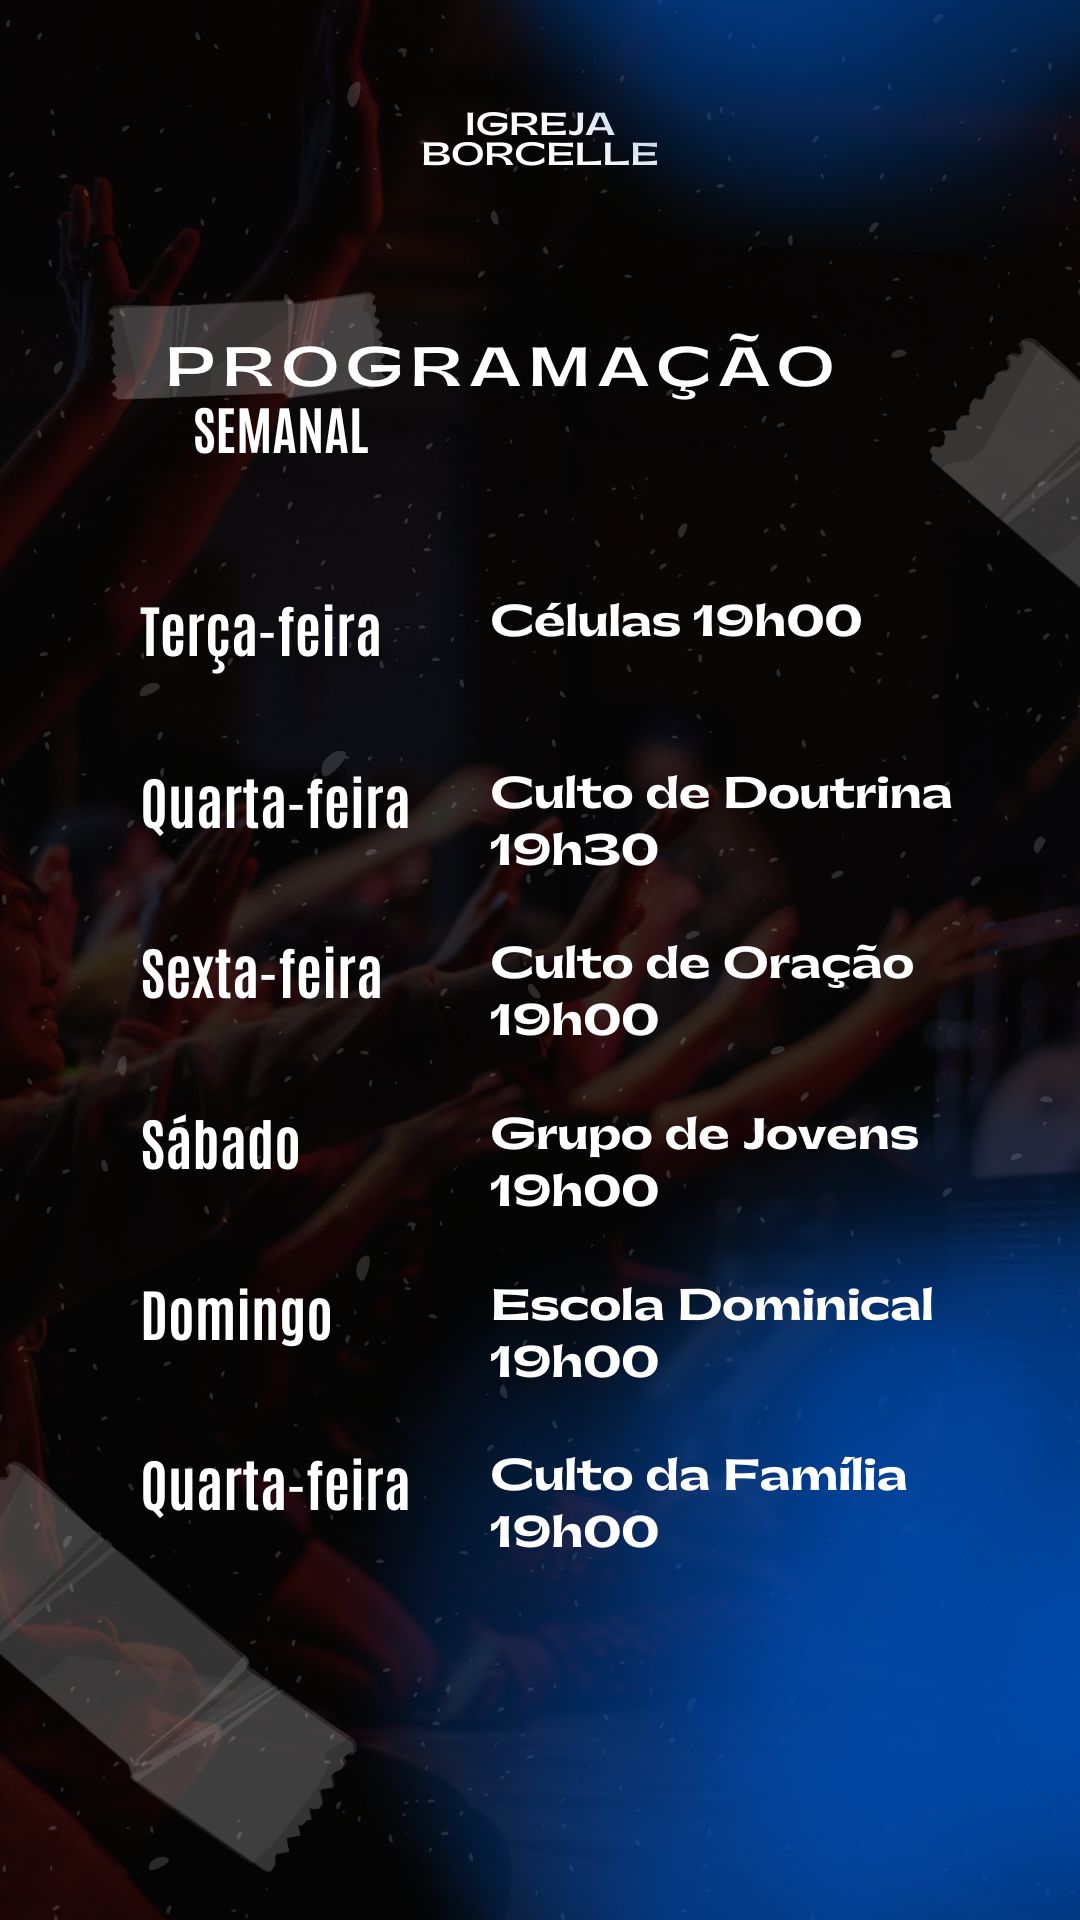 IGREJA
BORCELLE
PROGRAMAÇÃO
SEMANAL
Terça-feira
Células 19h00
Quarta-feira
Culto de Doutrina
19h30
Sexta-feira
Culto de Oração
19h00
Sábado
Grupo de Jovens
19h00
Domingo
Escola Dominical
19h00
Quarta-feira
Culto da Família
19h00